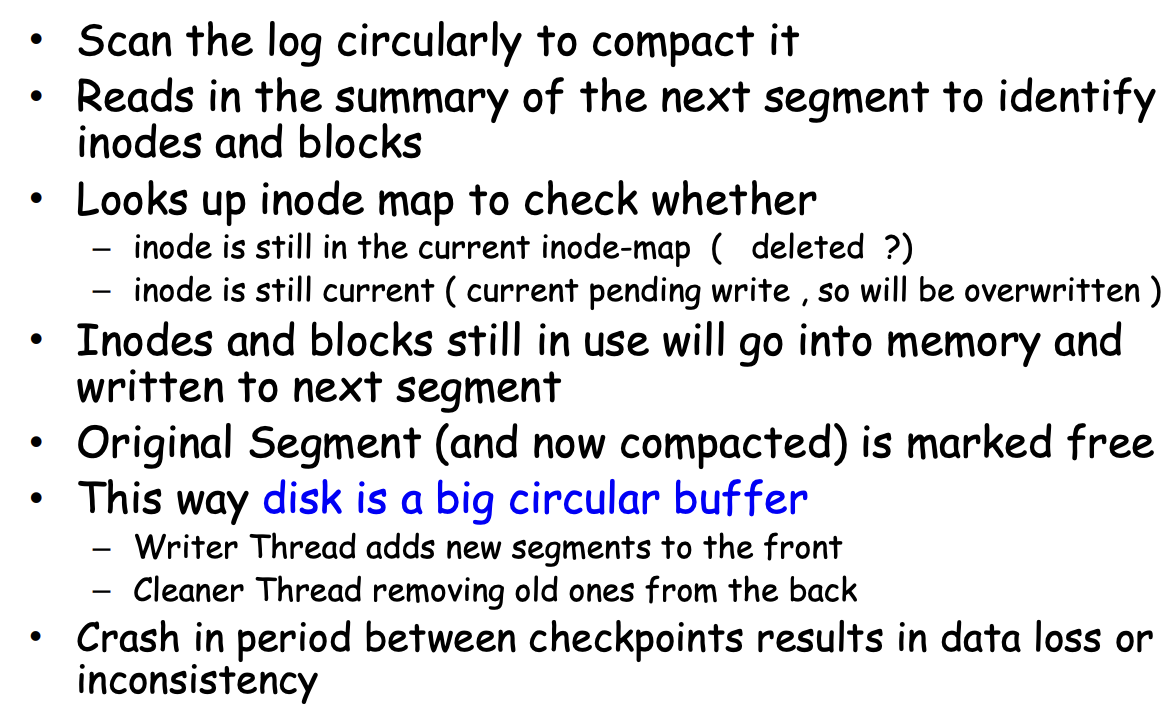 • Scan the log circularly to compact it
• Reads in the summary of the next segment to identify
inodes and blocks
• Looks up inode map to check whether
– inode is still in the current inode-map ( deleted ?)
– inode is still current ( current pending write , so will be overwritten )
• Inodes and blocks still in use will go into memory and
written to next segment
• Original Segment (and now compacted) is marked free
• This way disk is a big circular buffer
– Writer Thread adds new segments to the front
– Cleaner Thread removing old ones from the back
• Crash in period between checkpoints results in data loss or
inconsistency